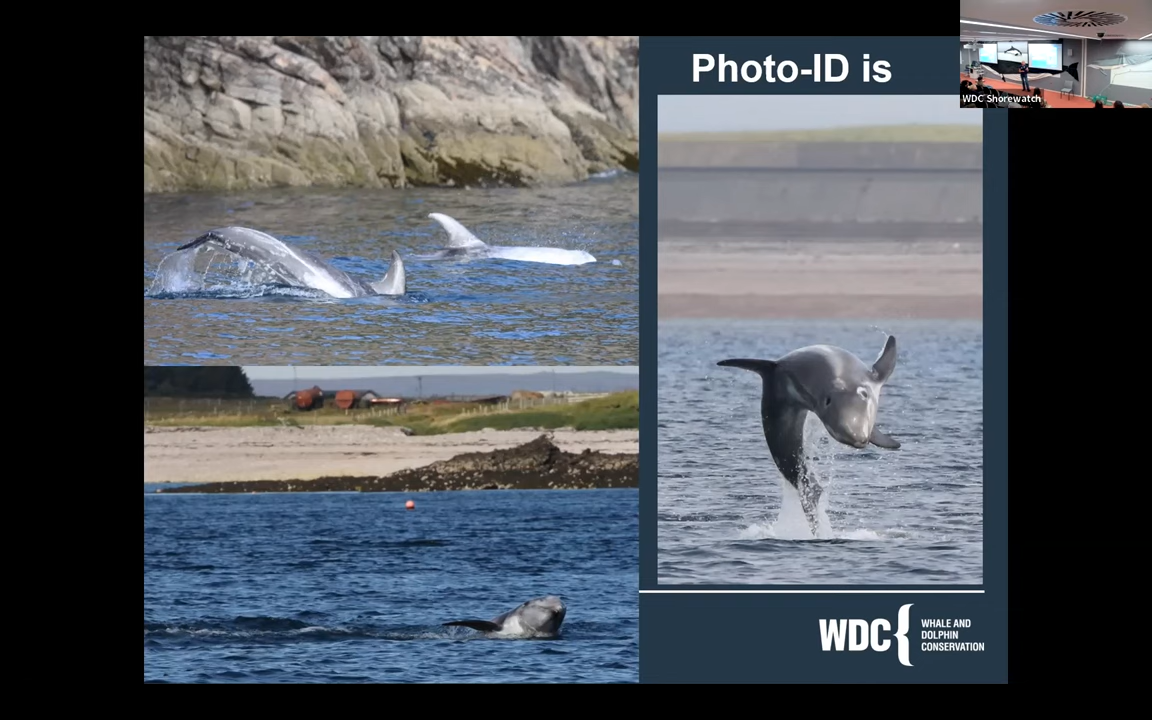 Photo-ID is
WDC Shorewatch
WDC
WHALE AND
DOLPHIN
CONSERVATION